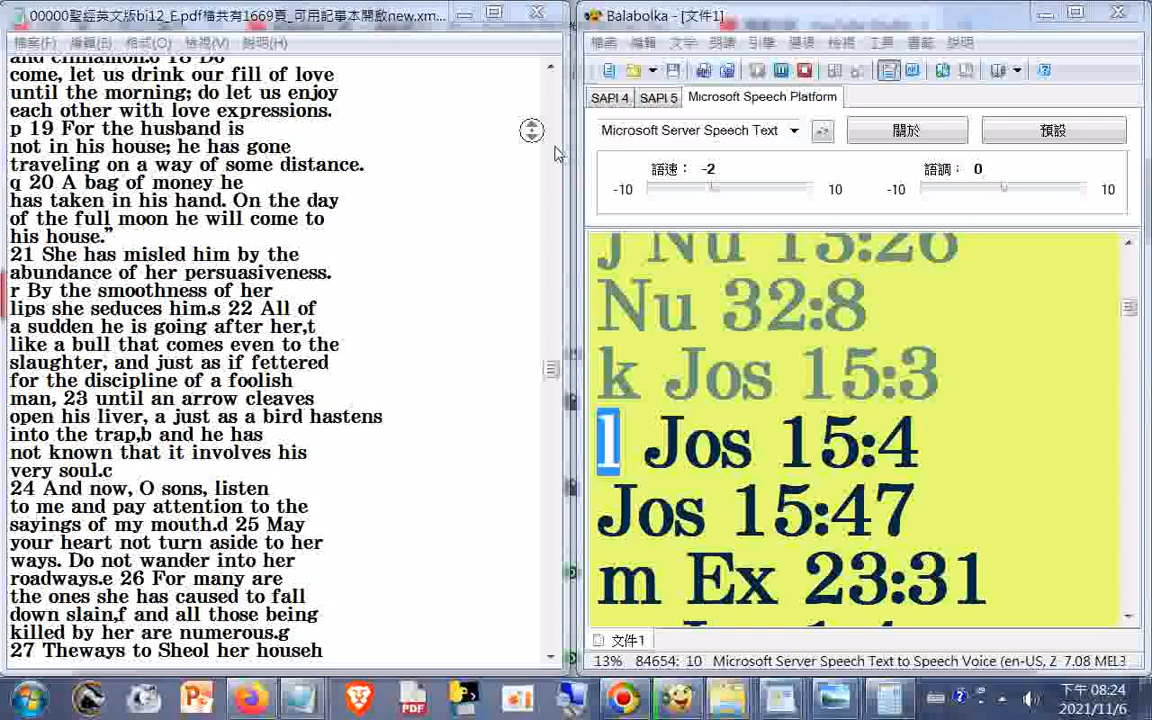 00000聖經英文版bi12_E.pdf檔共有1669頁_可用記事本開啟new.xm...
檔案(F) 編輯(E) 格式(O) 檢視(V) 說明(H)
and cinnamon.o 18 Do
come, let us drink our fill of love
until the morning; do let us enjoy
each other with love expressions.
p 19 For the husband is
not in his house; he has gone
traveling on a way of some distance.
q 20 A bag of money he
has taken in his hand. On the day
of the full moon he will come to
his house.”
21 She has misled him by the
abundance of her persuasiveness.
r By the smoothness of her
lips she seduces him.s 22 All of
a sudden he is going after her,t
like a bull that comes even to the
slaughter, and just as if fettered
for the discipline of a foolish
man, 23 until an arrow cleaves
open his liver, a just as a bird hastens
into the trap,b and he has
not known that it involves his
very soul.c
24 And now, O sons, listen
to me and pay attention to the
sayings of my mouth.d 25 May
your heart not turn aside to her
ways. Do not wander into her
roadways.e 26 For many are
the ones she has caused to fall
down slain,f and all those being
killed by her are numerous.g
27 Theways to Sheol her househ
Balabolka - [文件1]
檔案 編輯 文字 朗讀 引擎 選項 檢視 工具 書籤 說明
SAPI 4 SAPI 5 Microsoft Speech Platform
Microsoft Server Speech Text 關於 預設
語速： -2 語調： 0
-10 10 -10 10
j Nu 15:26
Nu 32:8
k Jos 15:3
l Jos 15:4
Jos 15:47
m Ex 23:31
文件1
13% 84654: 10 Microsoft Server Speech Text to Speech Voice (en-US, Z 7.08 MEL3
下午 08:24
2021/11/6